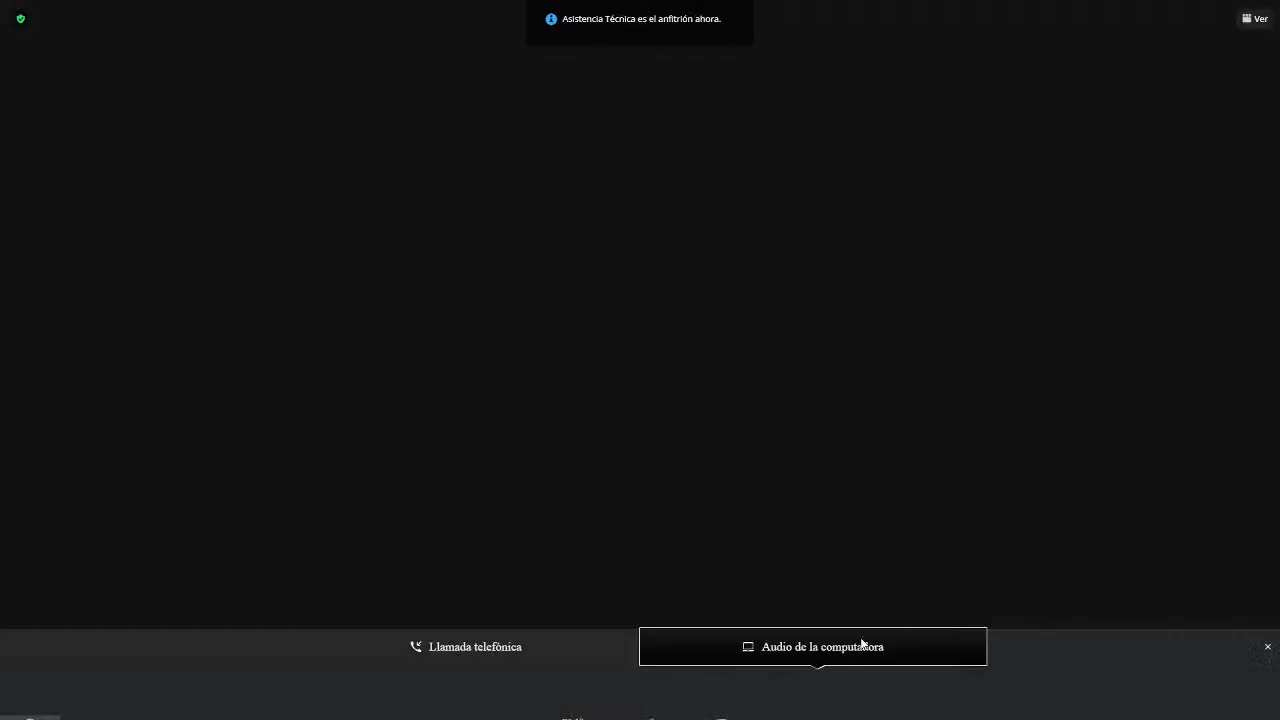 Asistencia Técnica es el anfitrión ahora.
Ver
Llamada telefónica
Audio de la computadora